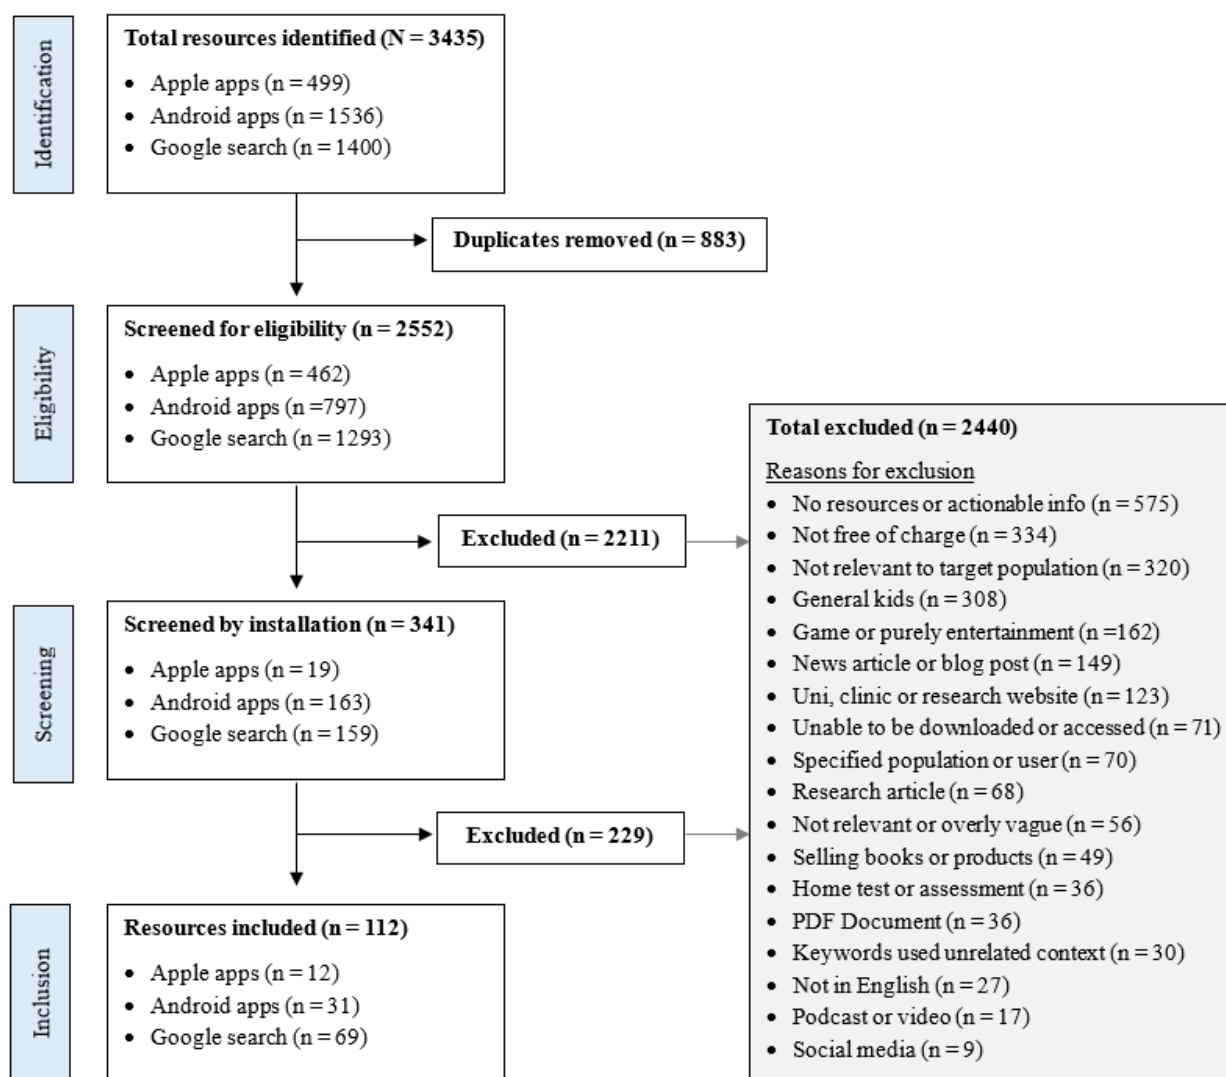 Identification
Total resources identified (N = 3435)
• Apple apps (n = 499)
• Android apps (n = 1536)
• Google search (n = 1400)
Duplicates removed (n = 883)
Eligibility
Screened for eligibility (n = 2552)
• Apple apps (n = 462)
• Android apps (n =797)
• Google search (n = 1293)
Excluded (n = 2211)
Screening
Screened by installation (n = 341)
• Apple apps (n = 19)
• Android apps (n = 163)
• Google search (n = 159)
Excluded (n = 229)
Inclusion
Resources included (n = 112)
• Apple apps (n = 12)
• Android apps (n = 31)
• Google search (n = 69)
Total excluded (n = 2440)
Reasons for exclusion
• No resources or actionable info (n = 575)
• Not free of charge (n = 334)
• Not relevant to target population (n = 320)
• General kids (n = 308)
• Game or purely entertainment (n =162)
• News article or blog post (n = 149)
• Uni, clinic or research website (n = 123)
• Unable to be downloaded or accessed (n = 71)
• Specified population or user (n = 70)
• Research article (n = 68)
• Not relevant or overly vague (n = 56)
• Selling books or products (n = 49)
• Home test or assessment (n = 36)
• PDF Document (n = 36)
• Keywords used unrelated context (n = 30)
• Not in English (n = 27)
• Podcast or video (n = 17)
• Social media (n = 9)